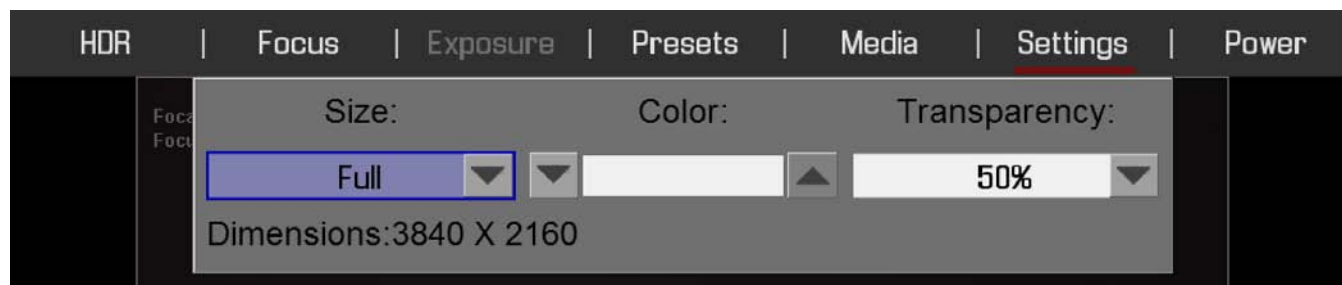 HDR | Focus | Exposure | Presets | Media | Settings | Power
Size: Color: Transparency:
Full 50%
Dimensions:3840 X 2160